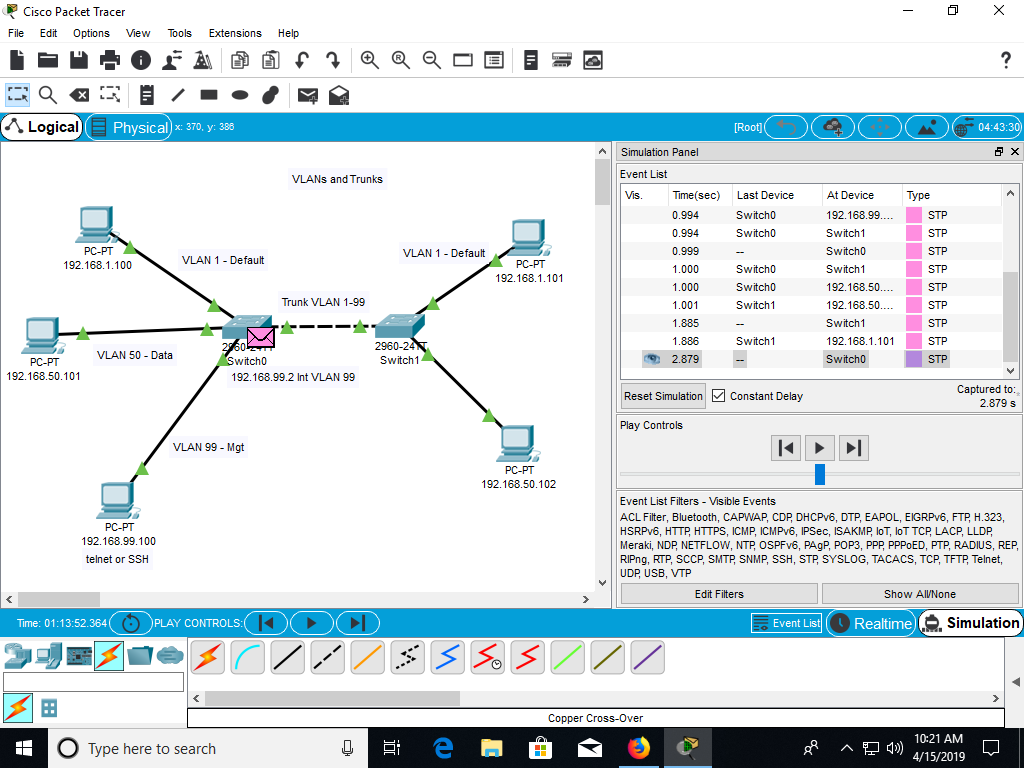 Cisco Packet Tracer
File Edit Options View Tools Extensions Help
?
Logical Physical x: 370, y: 386 [Root] 04:43:30
VLANs and Trunks
PC-PT
192.168.1.100
VLAN 1 - Default
VLAN 1 - Default
PC-PT
192.168.1.101
Trunk VLAN 1-99
PC-PT
192.168.50.101
VLAN 50 - Data
Switch0
192.168.99.2 Int VLAN 99
2960-24TT
Switch1
VLAN 99 - Mgt
PC-PT
192.168.50.102
PC-PT
192.168.99.100
telnet or SSH
Simulation Panel
Event List
Vis. Time(sec) Last Device At Device Type
0.994 Switch0 192.168.99.... STP
0.994 Switch0 Switch1 STP
0.999 -- Switch0 STP
1.000 Switch0 Switch1 STP
1.000 Switch0 192.168.50.... STP
1.001 Switch1 192.168.50.... STP
1.885 -- Switch1 STP
1.886 Switch1 192.168.1.101 STP
2.879 -- Switch0 STP
Reset Simulation Constant Delay Captured to:
2.879 s
Play Controls
Event List Filters - Visible Events
ACL Filter, Bluetooth, CAPWAP, CDP, DHCPv6, DTP, EAPOL, EIGRPv6, FTP, H.323,
HSRPv6, HTTP, HTTPS, ICMP, ICMPv6, IPSec, ISAKMP, IoT, IoT TCP, LACP, LLDP,
Meraki, NDP, NETFLOW, NTP, OSPFv6, PAgP, POP3, PPP, PPPoED, PTP, RADIUS, REP,
RIPng, RTP, SCCP, SMTP, SNMP, SSH, STP, SYSLOG, TACACS, TCP, TFTP, Telnet,
UDP, USB, VTP
Edit Filters Show All/None
Time: 01:13:52.364 PLAY CONTROLS: Event List Realtime Simulation
Copper Cross-Over
Type here to search
10:21 AM
4/15/2019